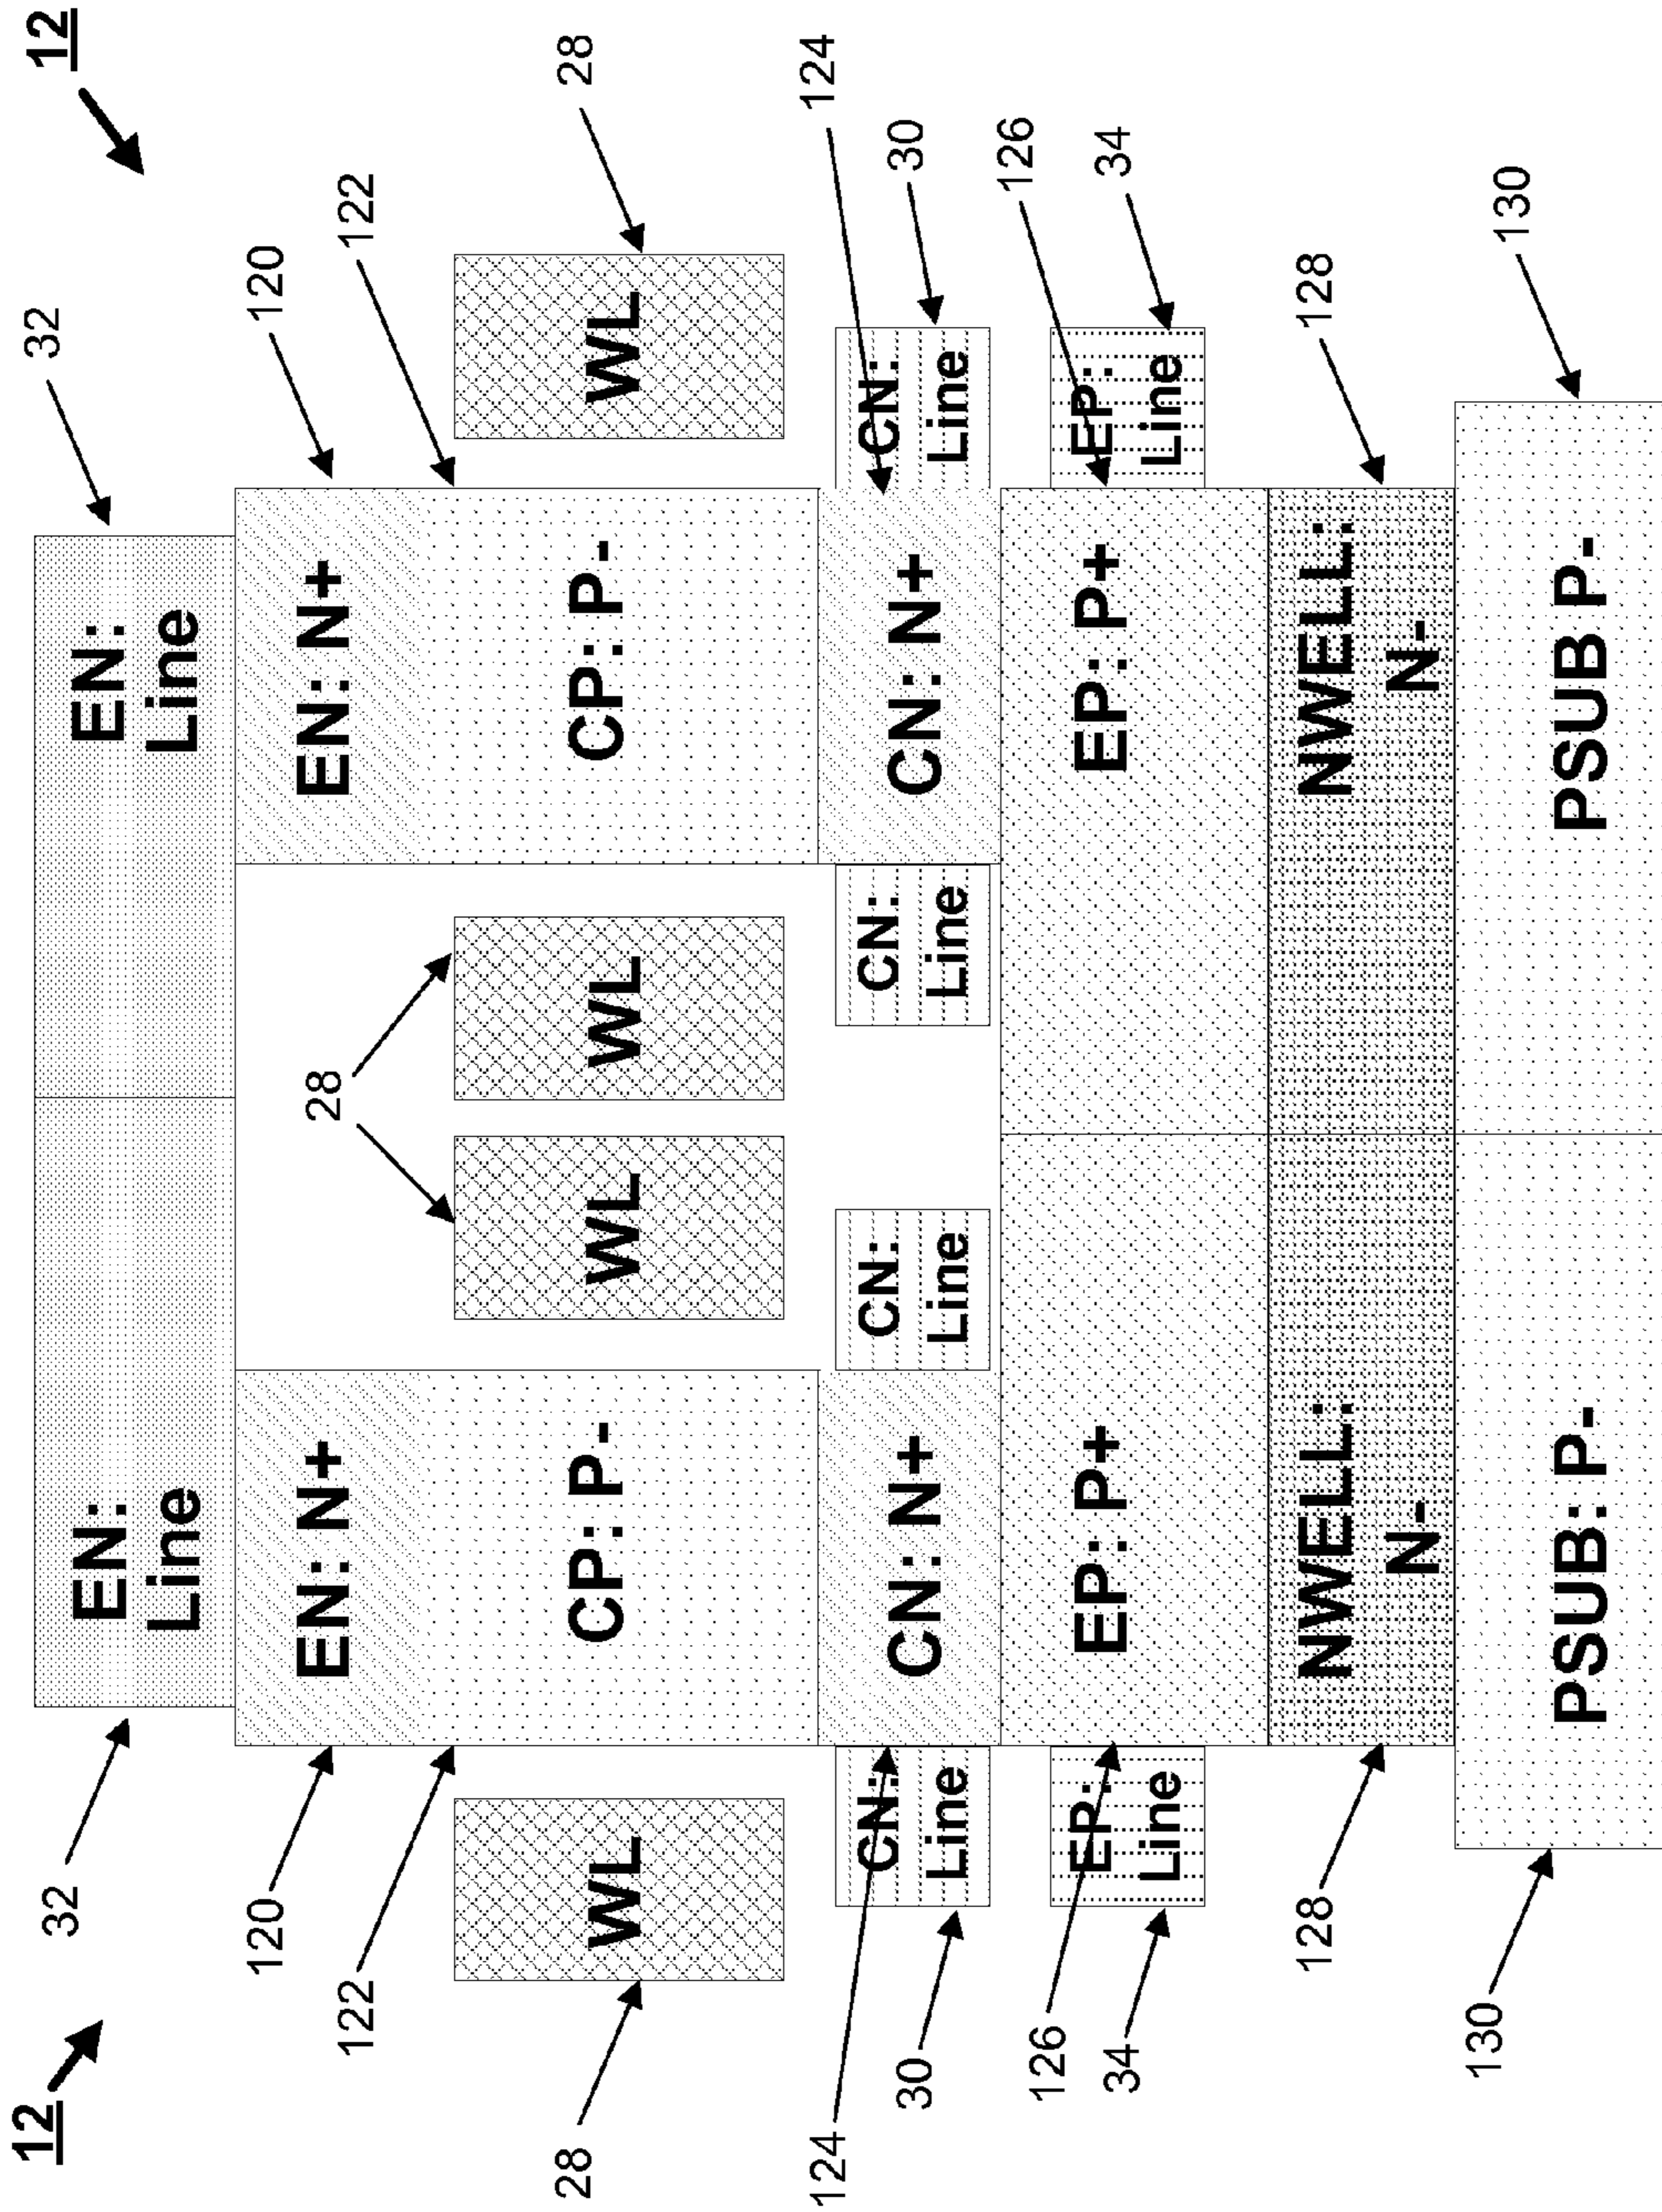 12
12
32
EN:
Line
EN:
Line
32
120
EN: N+
EN: N+
120
122
28
122
28
WL
CP: P-
WL
WL
CP: P-
WL
28
124
CN:
Line
CN: N+
CN:
Line
CN:
Line
CN: N+
CN:
Line
124
30
30
126
EP:
Line
EP: P+
EP: P+
EP:
Line
126
34
34
128
NWELL:
N-
NWELL:
N-
128
130
PSUB: P-
PSUB P-
130